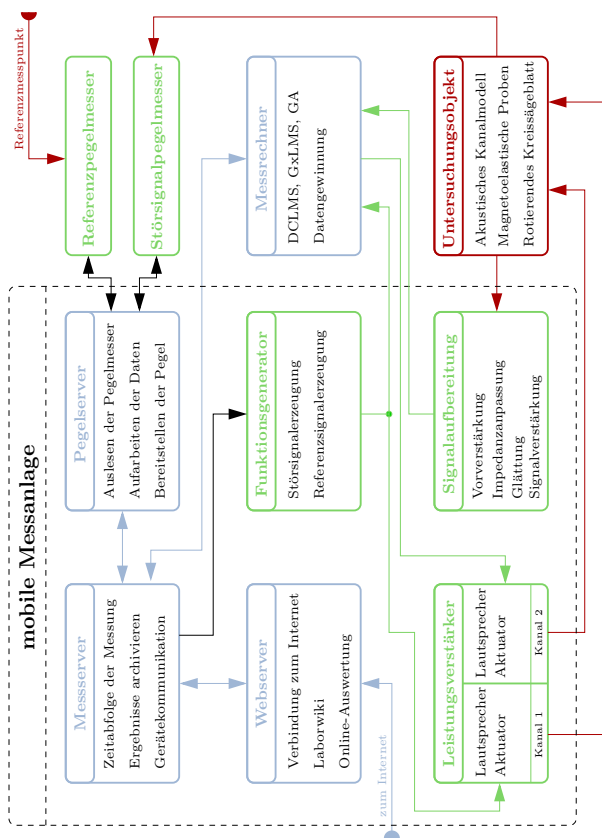 mobile Messanlage
Messserver
Zeitabfolge der Messung
Ergebnisse archivieren
Gerätekommunikation
Pegelserver
Auslesen der Pegelmesser
Aufarbeiten der Daten
Bereitstellen der Pegel
Referenzmesspunkt
Referenzpegelmesser
Störsignalpegelmesser
Webserver
Verbindung zum Internet
Laborwiki
Online-Auswertung
zum Internet
Funktionsgenerator
Störsignalerzeugung
Referenzsignalerzeugung
Messrechner
DCLMS, GxLMS, GA
Datengewinnung
Leistungsverstärker
Lautsprecher
Aktuator
Kanal 1
Lautsprecher
Aktuator
Kanal 2
Signalaufbereitung
Vorverstärkung
Impedanzanpassung
Glättung
Signalverstärkung
Untersuchungsobjekt
Akustisches Kanalmodell
Magnetoelastische Proben
Rotierendes Kreissägeblatt